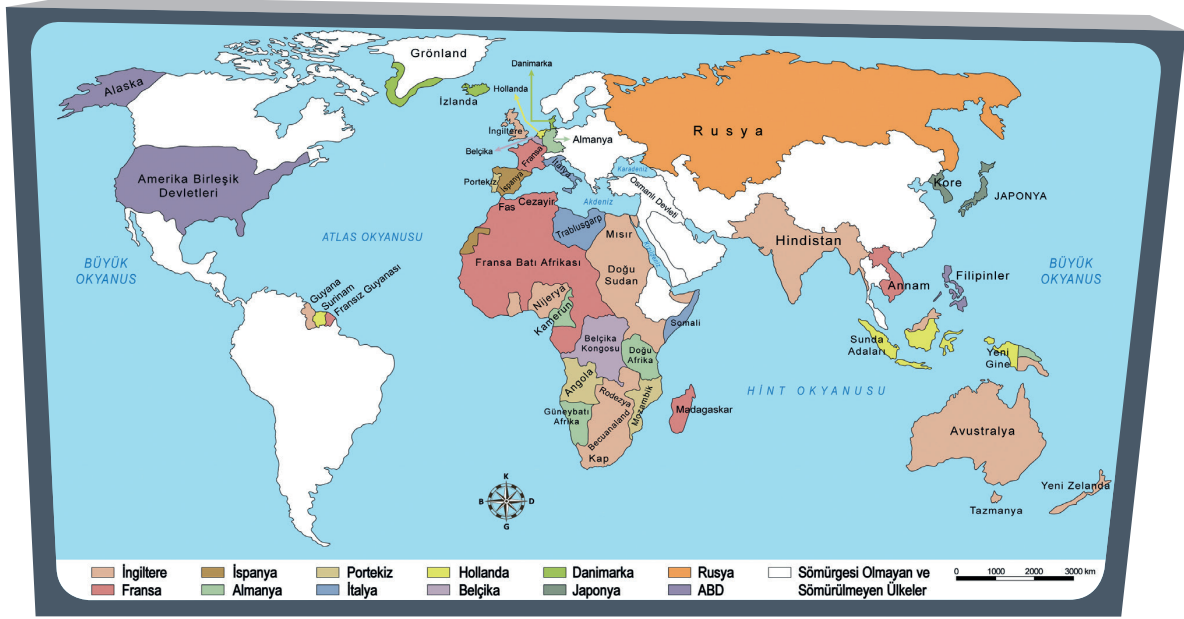 Grönland
Danimarka
Alaska
Hollanda
İzlanda
İngiltere
Rusya
Almanya
Belçika
Fransa
Amerika Birleşik
Devletleri
Portekiz
İspanya
İtalya
Karadeniz
Osmanlı Devleti
Kore
JAPONYA
Fas
Cezayir
Akdeniz
Trablusgarp
Mısır
ATLAS OKYANUSU
Hindistan
BÜYÜK
OKYANUS
Fransa Batı Afrikası
Doğu
Sudan
Annam
Filipinler
BÜYÜK
OKYANUS
Guyana
Surinam
Fransız Guyanası
Nijerya
Kamerun
Somali
Belçika
Kongosu
Doğu
Afrika
Sunda
Adaları
Yeni
Gine
Angola
HİNT OKYANUSU
Rodezya
Mozambik
Madagaskar
Güneybatı
Afrika
Becuanaland
Kap
Avustralya
Yeni Zelanda
Tazmanya
K
B
D
G
İngiltere
İspanya
Portekiz
Hollanda
Danimarka
Rusya
Sömürgesi Olmayan ve
Sömürülmeyen Ülkeler
Fransa
Almanya
İtalya
Belçika
Japonya
ABD
0 1000 2000 3000 km